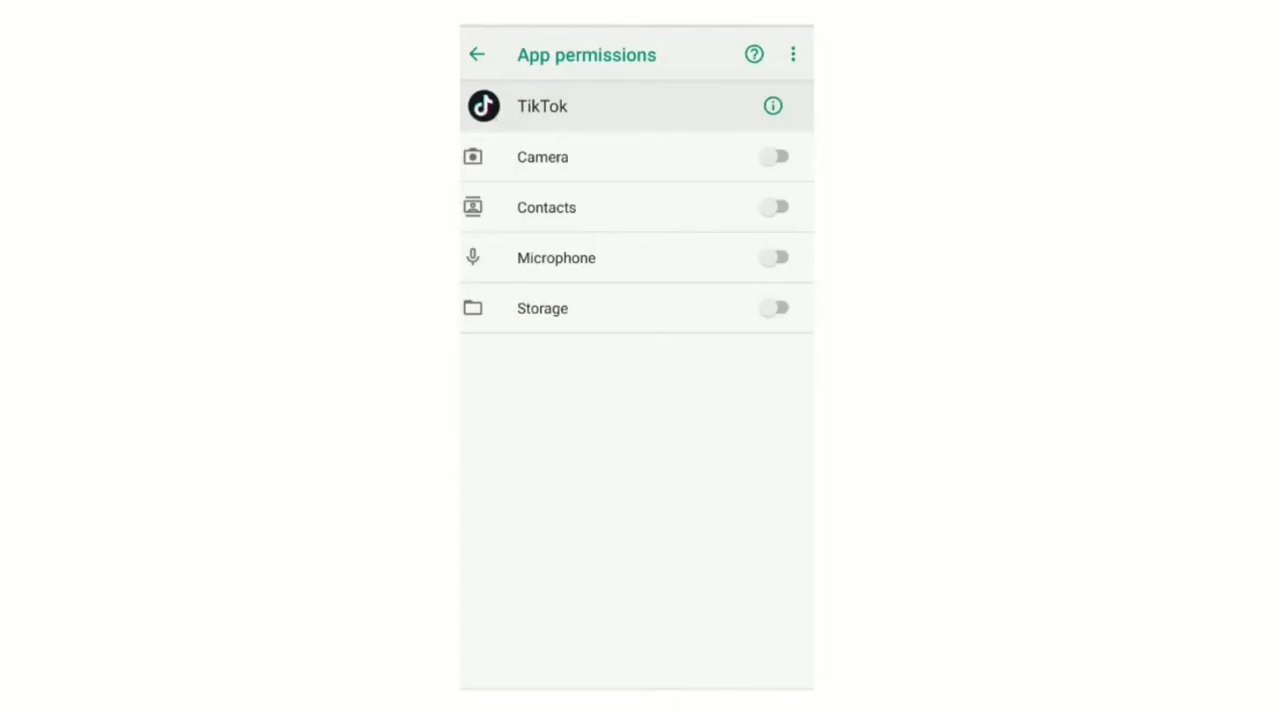 App permissions
TikTok
Camera
Contacts
Microphone
Storage